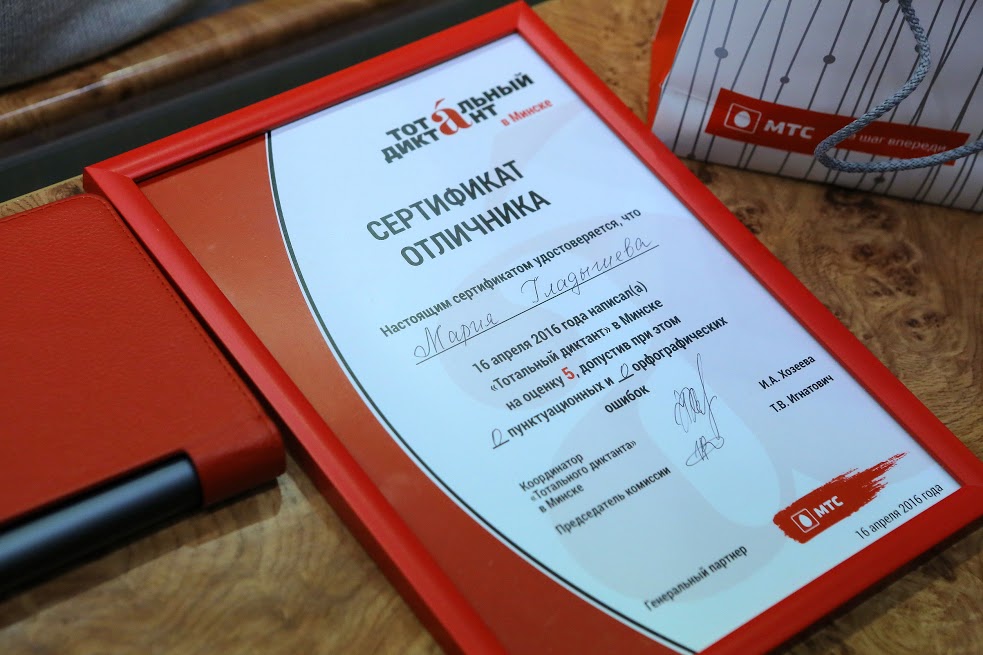 тотальный
диктант
в Минске
СЕРТИФИКАТ
ОТЛИЧНИКА
Настоящим сертификатом удостоверяется, что
Мария Гладышева
16 апреля 2016 года написал(а)
«Тотальный диктант» в Минске
на оценку 5, допустив при этом
0 пунктуационных и 0 орфографических
ошибок
Координатор
«Тотального диктанта»
в Минске
И.А. Хозеева
Председатель комиссии
Т.В. Игнатович
Генеральный партнер
МТС
16 апреля 2016 года
МТС
шаг впереди